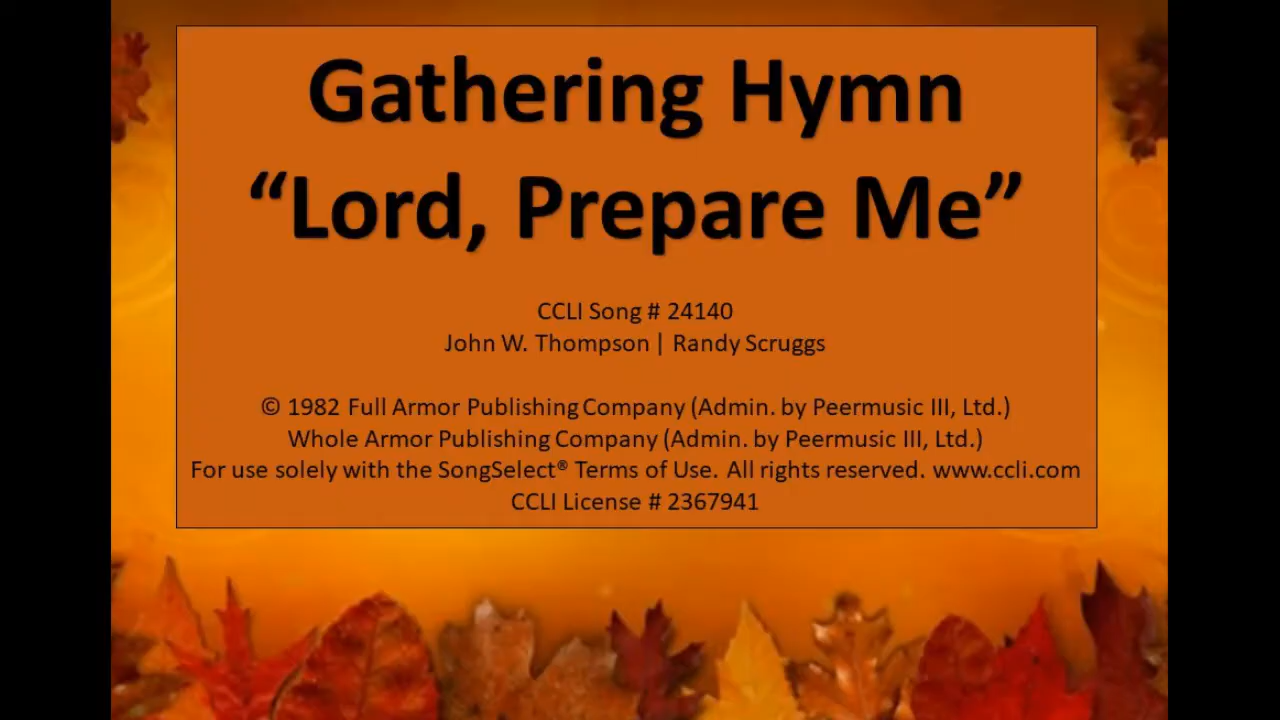 Gathering Hymn
“Lord, Prepare Me”
CCLI Song # 24140
John W. Thompson | Randy Scruggs
© 1982 Full Armor Publishing Company (Admin. by Peermusic III, Ltd.)
Whole Armor Publishing Company (Admin. by Peermusic III, Ltd.)
For use solely with the SongSelect® Terms of Use. All rights reserved. www.ccli.com
CCLI License # 2367941